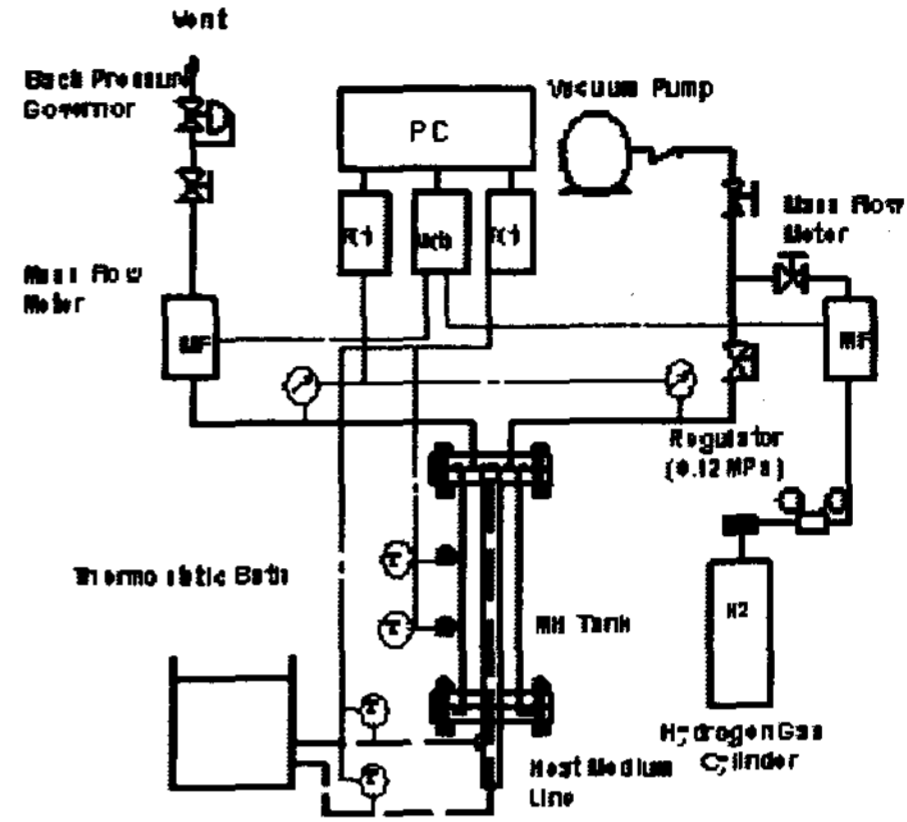 Vent
Back Pressure
Governor
Vacuum Pump
PC
Mass Flow
Meter
P(t)
T(t)
Mass Flow
Meter
MF
MF
Regulator
(0.12 MPa)
T
Thermostatic Bath
H2
T
MH Tank
T
Hydrogen Gas
Cylinder
T
Heat Medium
Line